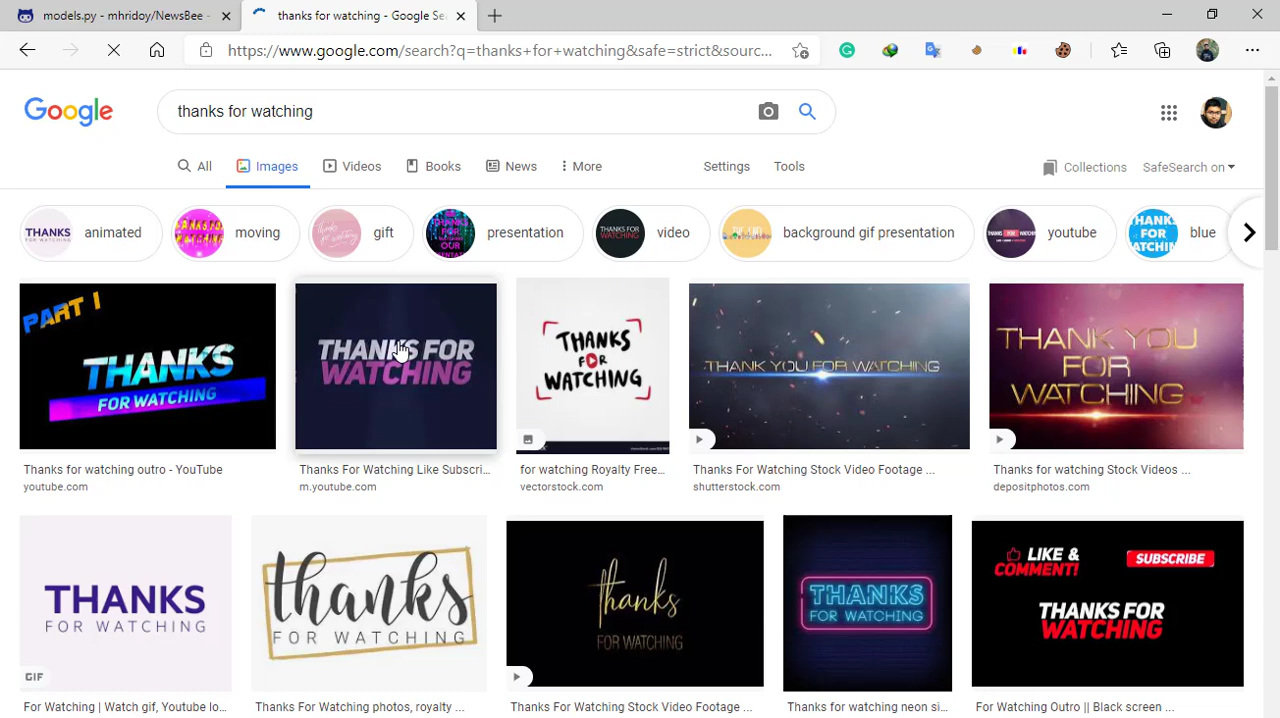 models.py - mhridoy/NewsBee -
thanks for watching - Google Se
https://www.google.com/search?q=thanks+for+watching&safe=strict&sourc...
Google
thanks for watching
All
Images
Videos
Books
News
More
Settings
Tools
Collections
SafeSearch on
animated
moving
gift
presentation
video
background gif presentation
youtube
blue
PART I
THANKS
FOR WATCHING
THANKS FOR
WATCHING
THANKS
FOR
WATCHING
THANK YOU FOR WATCHING
THANK YOU
FOR
WATCHING
Thanks for watching outro - YouTube
youtube.com
Thanks For Watching Like Subscri...
m.youtube.com
for watching Royalty Free...
vectorstock.com
Thanks For Watching Stock Video Footage ...
shutterstock.com
Thanks for watching Stock Videos ...
depositphotos.com
THANKS
FOR WATCHING
GIF
thanks
FOR WATCHING
thanks
FOR WATCHING
THANKS
FOR WATCHING
LIKE &
COMMENT!
SUBSCRIBE
THANKS FOR
WATCHING
For Watching | Watch gif, Youtube lo...
Thanks For Watching photos, royalty ...
Thanks For Watching Stock Video Footage ...
Thanks for watching neon si...
For Watching Outro || Black screen ...